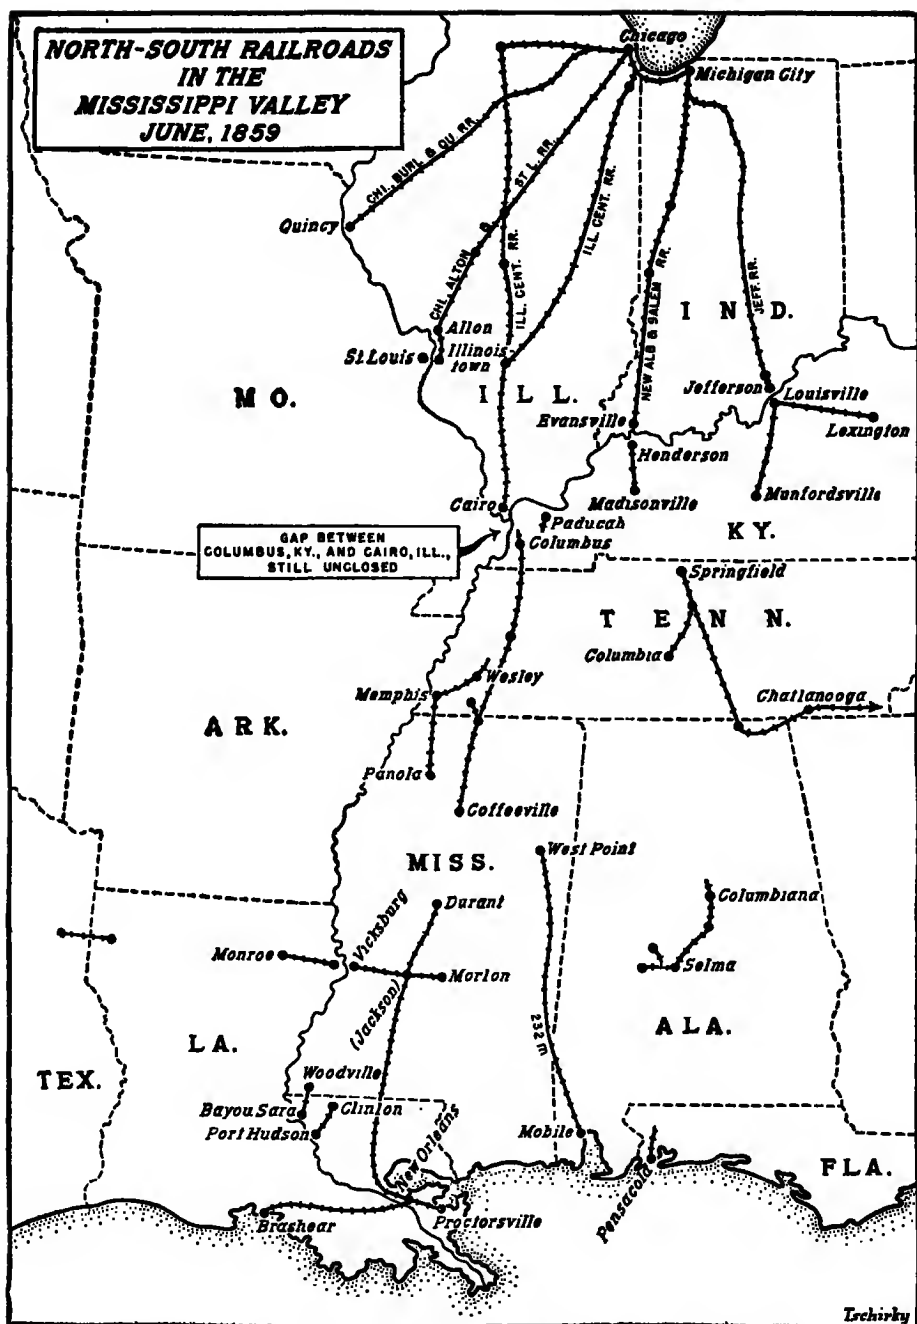 NORTH-SOUTH RAILROADS
IN THE
MISSISSIPPI VALLEY
JUNE, 1859
Chicago
Michigan City
CHI. BURL. & QU. RR.
ST L. RR.
ILL. CENT. RR.
Quincy
CHI. ALTON &
ILL. CENT. RR.
NEW ALB & SALEM RR.
JEFF. RR.
IND.
Alton
St Louis
Illinois
town
MO.
ILL.
Jefferson
Louisville
Lexington
Evansville
Henderson
Madisonville
Munfordsville
Cairo
Paducah
Columbus
KY.
GAP BETWEEN
COLUMBUS, KY., AND CAIRO, ILL.,
STILL UNCLOSED
Springfield
TENN.
Columbia
Wesley
Memphis
Chattanooga
ARK.
Panola
Coffeeville
MISS.
West Point
Durant
Columbiana
Vicksburg
Monroe
Morton
Selma
(Jackson)
232 m
ALA.
LA.
TEX.
Woodville
Bayou Sara
Clinton
Port Hudson
New Orleans
Mobile
Pensacola
FLA.
Brashear
Proctorsville
Tschirky